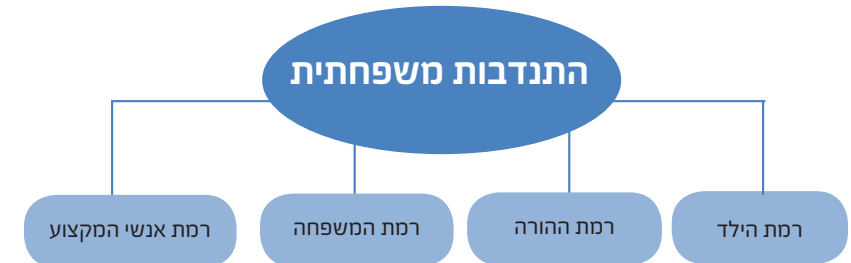 התנדבות משפחתית
רמת הילד
רמת ההורה
רמת המשפחה
רמת אנשי המקצוע